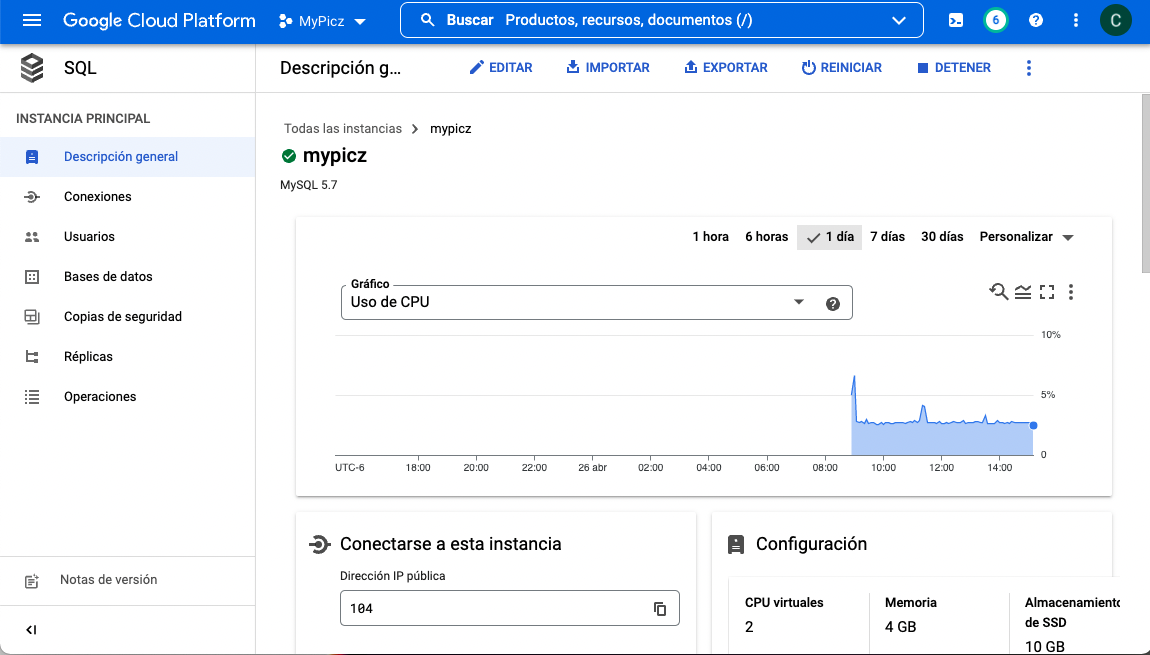 Google Cloud Platform
MyPicz
Buscar Productos, recursos, documentos (/)
6
C
SQL
Descripción g...
EDITAR
IMPORTAR
EXPORTAR
REINICIAR
DETENER
INSTANCIA PRINCIPAL
Descripción general
Conexiones
Usuarios
Bases de datos
Copias de seguridad
Réplicas
Operaciones
Notas de versión
Todas las instancias
mypicz
mypicz
MySQL 5.7
1 hora
6 horas
1 día
7 días
30 días
Personalizar
Gráfico
Uso de CPU
10%
5%
0
UTC-6
18:00
20:00
22:00
26 abr
02:00
04:00
06:00
08:00
10:00
12:00
14:00
Conectarse a esta instancia
Dirección IP pública
104
Configuración
CPU virtuales
2
Memoria
4 GB
Almacenamiento
de SSD
10 GB